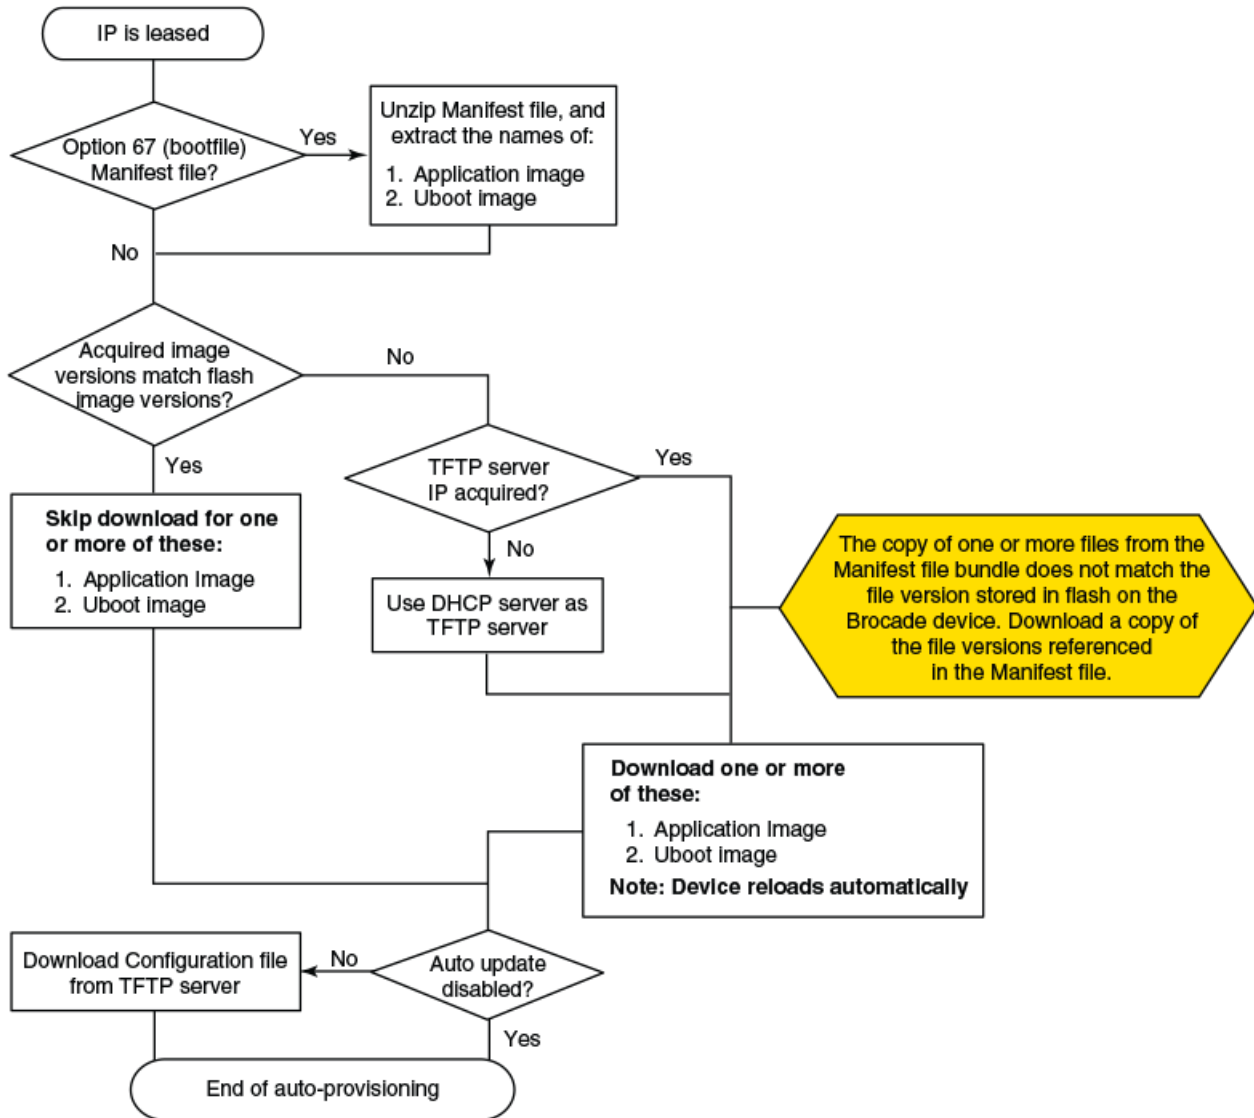 IP is leased
Option 67 (bootfile)
Manifest file?
Yes
Unzip Manifest file, and
extract the names of:
1. Application image
2. Uboot image
No
Acquired image
versions match flash
image versions?
No
Yes
TFTP server
IP acquired?
Yes
No
Skip download for one
or more of these:
1. Application Image
2. Uboot image
Use DHCP server as
TFTP server
The copy of one or more files from the
Manifest file bundle does not match the
file version stored in flash on the
Brocade device. Download a copy of
the file versions referenced
in the Manifest file.
Download one or more
of these:
1. Application Image
2. Uboot image
Note: Device reloads automatically
Auto update
disabled?
No
Download Configuration file
from TFTP server
Yes
End of auto-provisioning